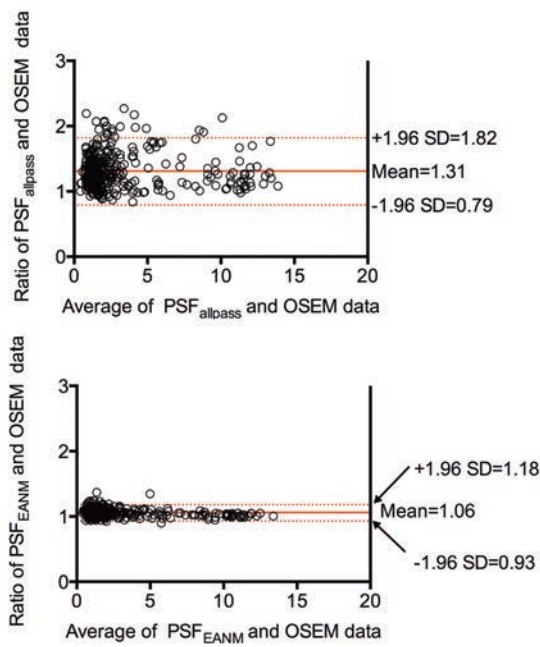 Ratio of PSFallpass and OSEM data
3
2
1
0
+1.96 SD=1.82
Mean=1.31
-1.96 SD=0.79
0 5 10 15 20
Average of PSFallpass and OSEM data
Ratio of PSFEANM and OSEM data
3
2
1
0
+1.96 SD=1.18
Mean=1.06
-1.96 SD=0.93
0 5 10 15 20
Average of PSFEANM and OSEM data